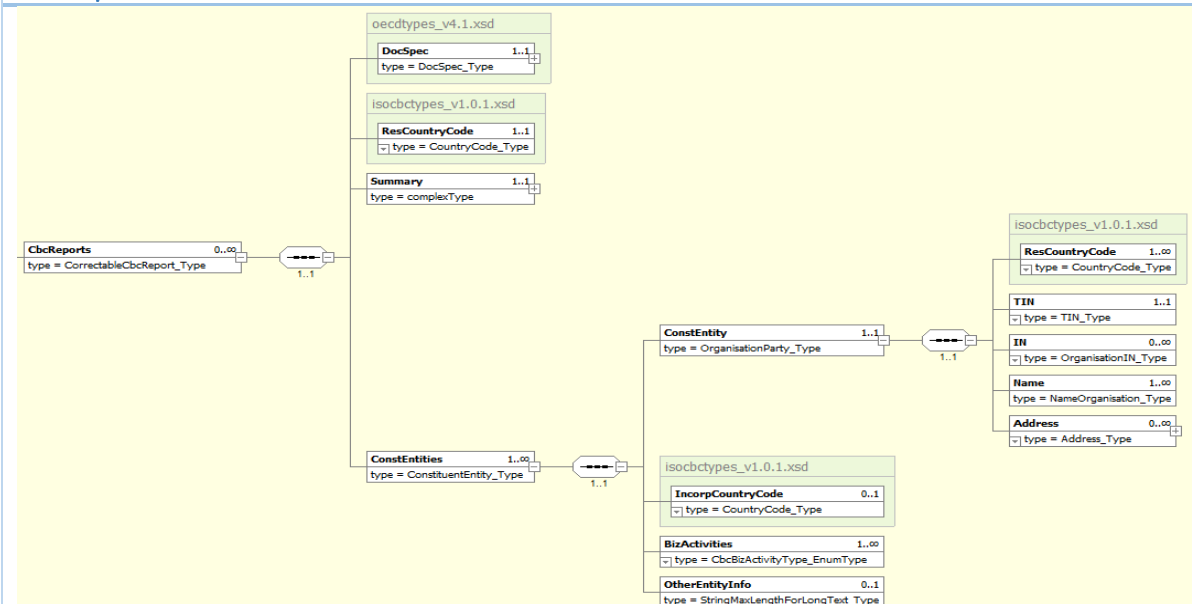 oecdtypes_v4.1.xsd
DocSpec 1..1
type = DocSpec_Type
isocbctypes_v1.0.1.xsd
ResCountryCode 1..1
type = CountryCode_Type
Summary 1..1
type = complexType
CbcReports 0..∞
type = CorrectableCbcReport_Type
1..1
ConstEntities 1..∞
type = ConstituentEntity_Type
1..1
ConstEntity 1..1
type = OrganisationParty_Type
1..1
isocbctypes_v1.0.1.xsd
ResCountryCode 1..∞
type = CountryCode_Type
TIN 1..1
type = TIN_Type
IN 0..∞
type = OrganisationIN_Type
Name 1..∞
type = NameOrganisation_Type
Address 0..∞
type = Address_Type
isocbctypes_v1.0.1.xsd
IncorpCountryCode 0..1
type = CountryCode_Type
BizActivities 1..∞
type = CbcBizActivityType_EnumType
OtherEntityInfo 0..1
type = StringMaxLengthForLongText_Type